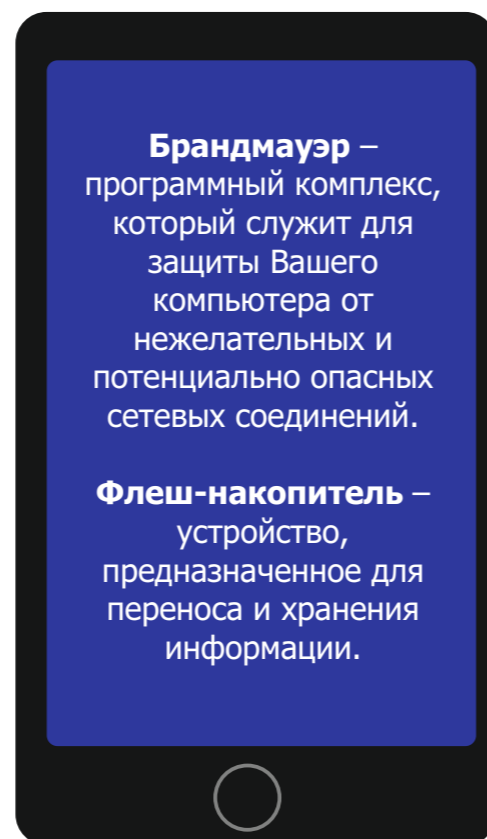 Брандмауэр –
программный комплекс,
который служит для
защиты Вашего
компьютера от
нежелательных и
потенциально опасных
сетевых соединений.
Флеш-накопитель –
устройство,
предназначенное для
переноса и хранения
информации.